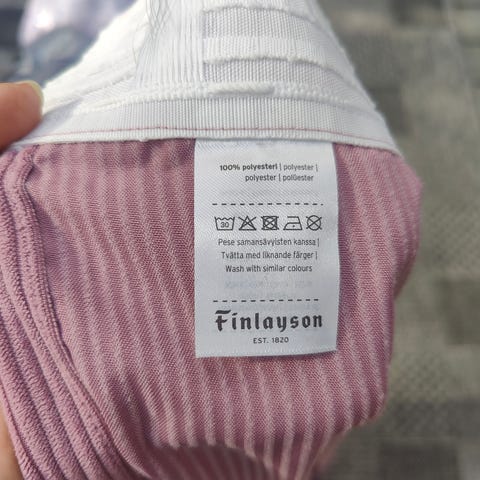 100% polyesteri | polyester |
polyester | polüester
30
Pese samansävyisten kanssa |
Tvätta med liknande färger |
Wash with similar colours
Finlayson
EST. 1820